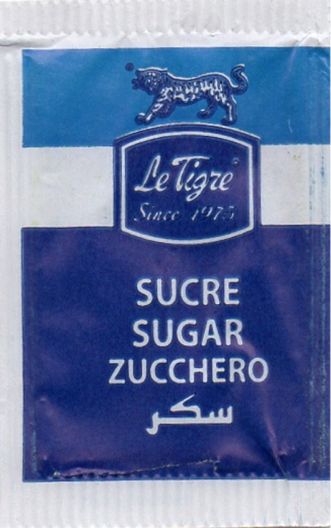 Le Tigre
Since 1975
SUCRE
SUGAR
ZUCCHERO
سكر